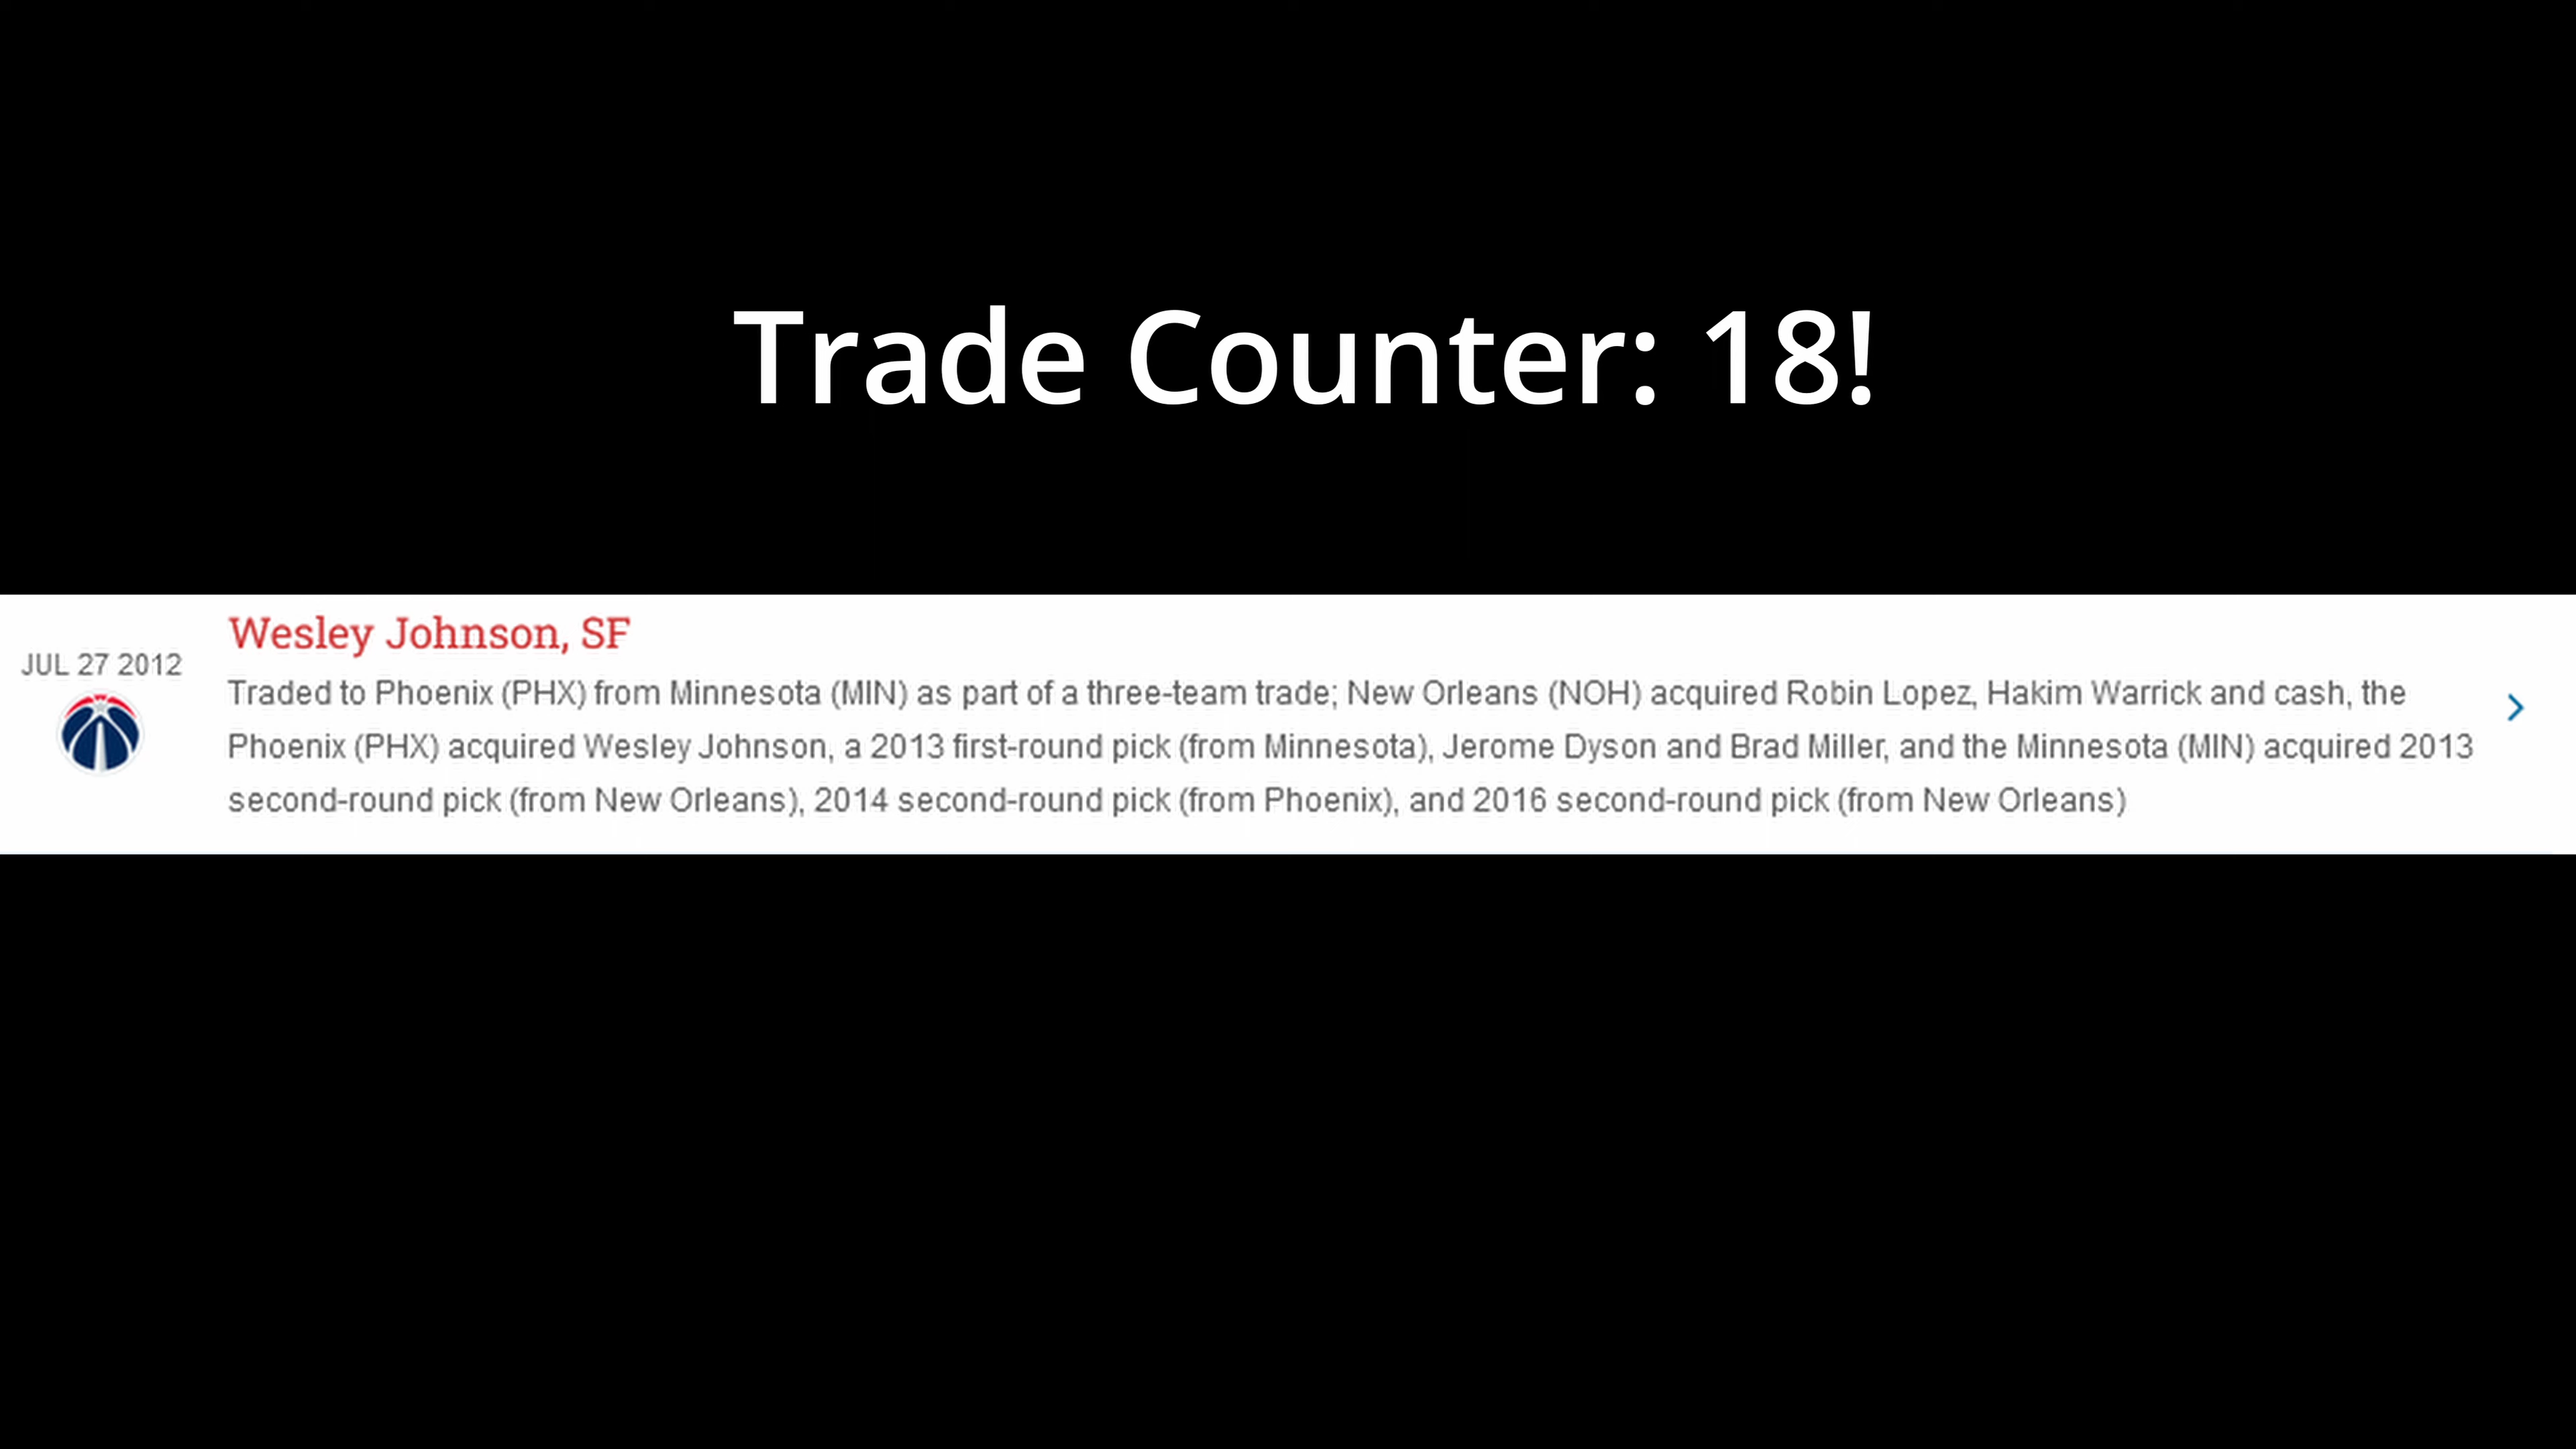 Trade Counter: 18!
Wesley Johnson, SF
JUL 27 2012
Traded to Phoenix (PHX) from Minnesota (MIN) as part of a three-team trade; New Orleans (NOH) acquired Robin Lopez, Hakim Warrick and cash, the
Phoenix (PHX) acquired Wesley Johnson, a 2013 first-round pick (from Minnesota), Jerome Dyson and Brad Miller, and the Minnesota (MIN) acquired 2013
second-round pick (from New Orleans), 2014 second-round pick (from Phoenix), and 2016 second-round pick (from New Orleans)